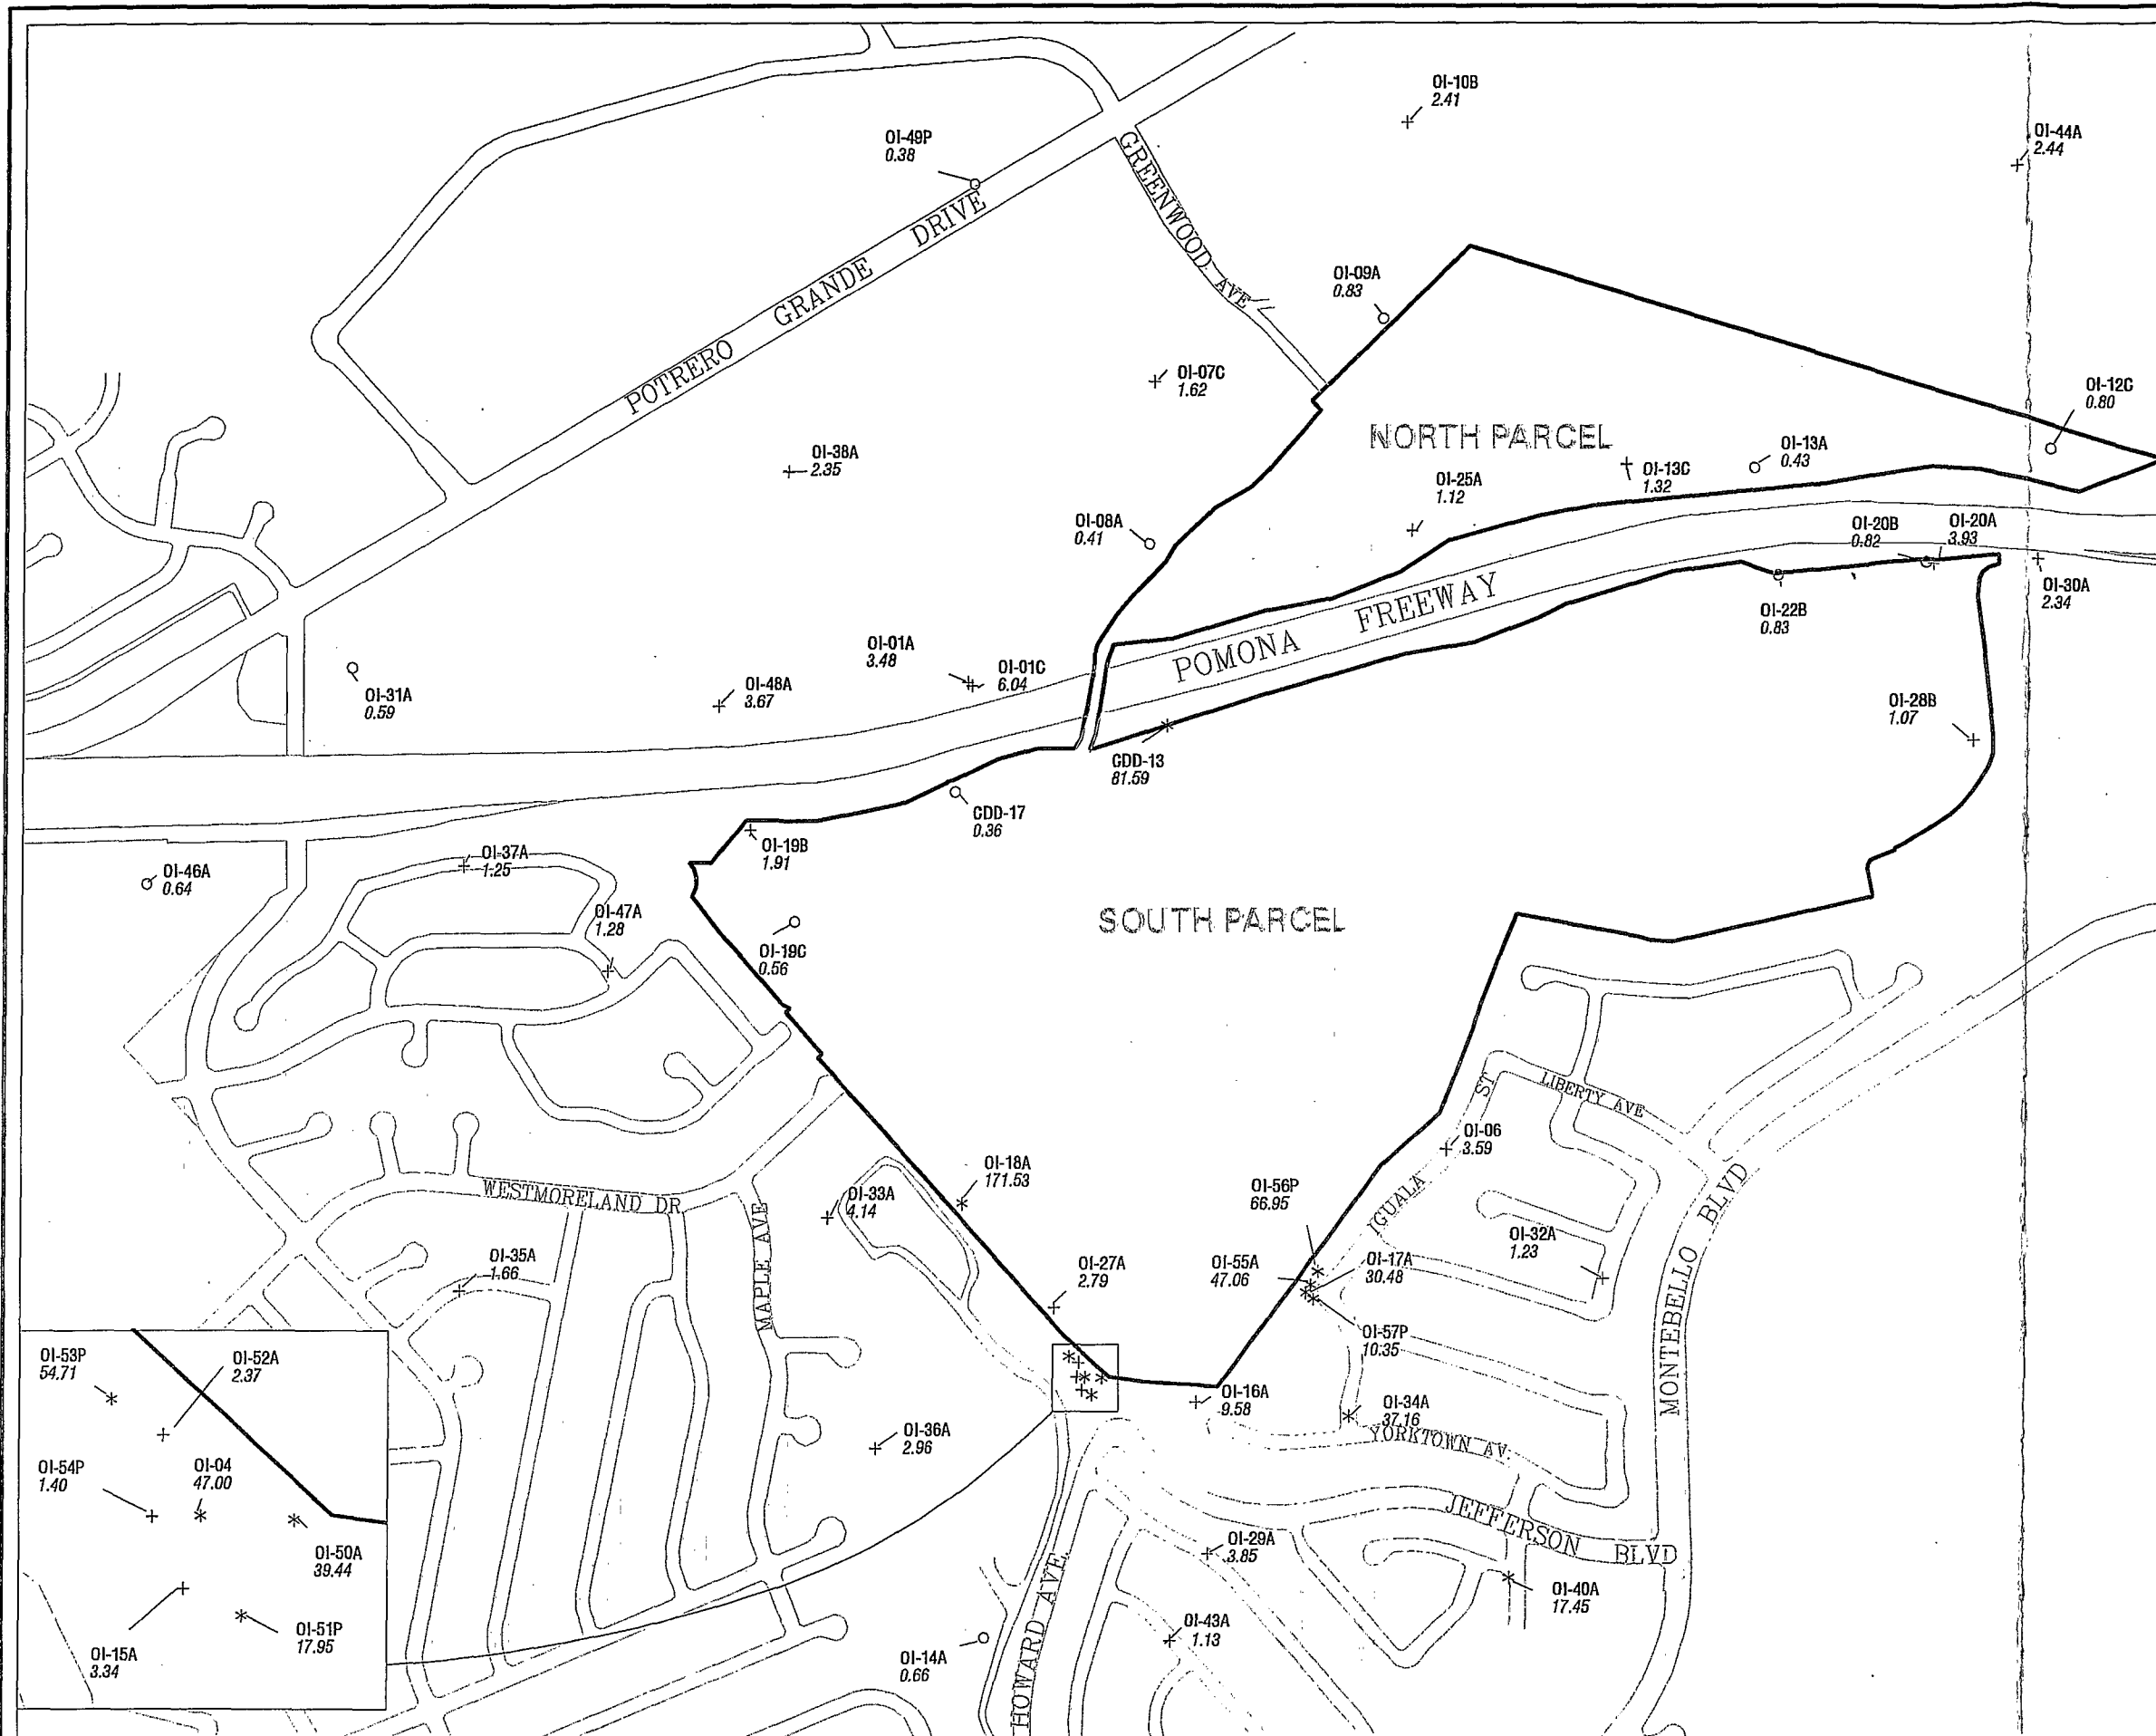 OI-10B
2.41
OI-44A
2.44
OI-49P
0.38
GREENWOOD AVE
POTRERO GRANDE DRIVE
OI-09A
0.83
OI-07C
1.62
OI-12C
0.80
NORTH PARCEL
OI-38A
2.35
OI-13A
0.43
OI-13C
1.32
OI-25A
1.12
OI-08A
0.41
OI-20B
0.82
OI-20A
3.93
OI-30A
2.34
OI-22B
0.83
POMONA FREEWAY
OI-01A
3.48
OI-01C
6.04
OI-31A
0.59
OI-48A
3.67
OI-28B
1.07
CDD-13
81.59
CDD-17
0.36
OI-19B
1.91
OI-37A
1.25
OI-46A
0.64
OI-47A
1.28
SOUTH PARCEL
OI-19C
0.56
LIBERTY AVE
IGUALA ST
OI-06
3.59
OI-18A
171.53
OI-33A
4.14
WESTMORELAND DR
MAPLE AVE
OI-56P
66.95
OI-32A
1.23
MONTEBELLO BLVD
OI-35A
1.66
OI-27A
2.79
OI-55A
47.06
OI-17A
30.48
OI-57P
10.35
OI-53P
54.71
OI-52A
2.37
OI-16A
9.58
OI-34A
37.16
YORKTOWN AV.
OI-36A
2.96
OI-54P
1.40
OI-04
47.00
JEFFERSON BLVD
OI-50A
39.44
OI-29A
3.85
OI-40A
17.45
OI-51P
17.95
OI-15A
3.34
OI-43A
1.13
OI-14A
0.66
HOWARD AVE.